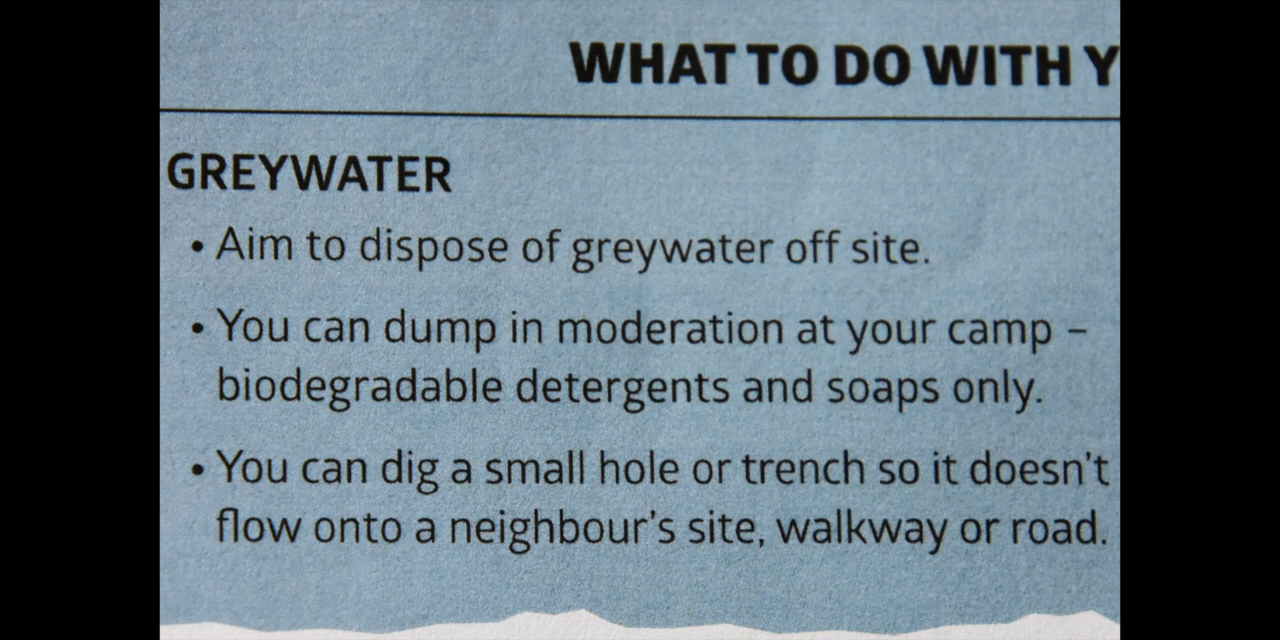 WHAT TO DO WITH Y
GREYWATER
• Aim to dispose of greywater off site.
• You can dump in moderation at your camp –
biodegradable detergents and soaps only.
• You can dig a small hole or trench so it doesn't
flow onto a neighbour's site, walkway or road.